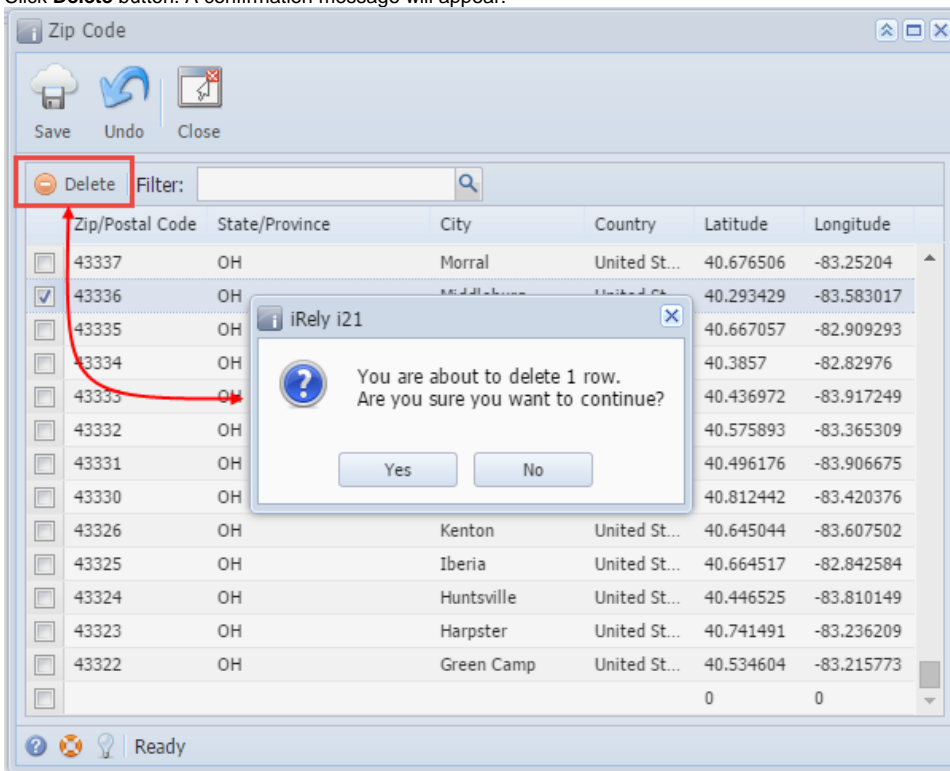 Click Delete button. A confirmation message will appear.
Zip Code
Save Undo Close
Delete Filter:
Zip/Postal Code State/Province City Country Latitude Longitude
43337 OH Morral United St... 40.676506 -83.25204
43336 OH Middleburg United St... 40.293429 -83.583017
43335 OH 40.667057 -82.909293
43334 OH 40.3857 -82.82976
43333 OH 40.436972 -83.917249
43332 OH 40.575893 -83.365309
43331 OH 40.496176 -83.906675
43330 OH 40.812442 -83.420376
iRely i21
You are about to delete 1 row.
Are you sure you want to continue?
Yes No
43326 OH Kenton United St... 40.645044 -83.607502
43325 OH Iberia United St... 40.664517 -82.842584
43324 OH Huntsville United St... 40.446525 -83.810149
43323 OH Harpster United St... 40.741491 -83.236209
43322 OH Green Camp United St... 40.534604 -83.215773
0 0
Ready